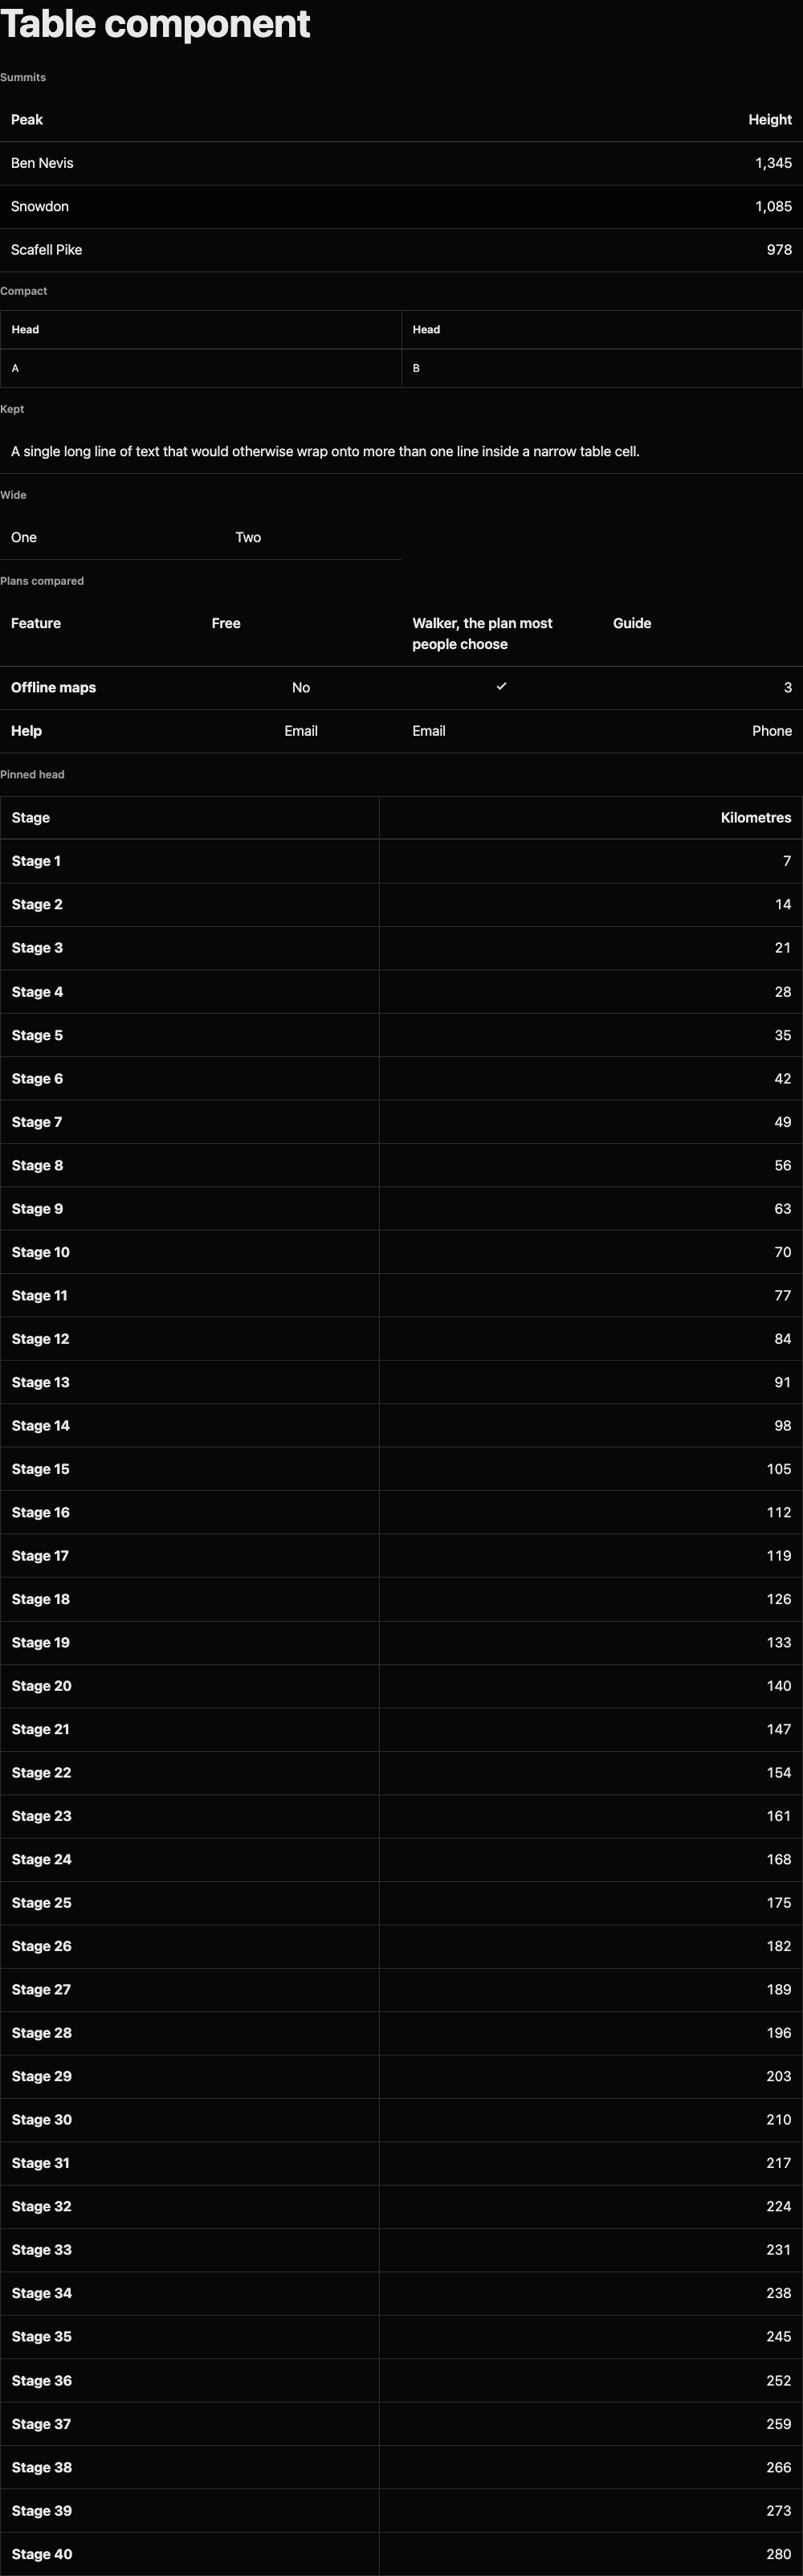 Table component
Summits
Peak Height
Ben Nevis 1,345
Snowdon 1,085
Scafell Pike 978
Compact
Head Head
A B
Kept
A single long line of text that would otherwise wrap onto more than one line inside a narrow table cell.
Wide
One Two
Plans compared
Feature Free Walker, the plan most people choose Guide
Offline maps No ✓ 3
Help Email Email Phone
Pinned head
Stage Kilometres
Stage 1 7
Stage 2 14
Stage 3 21
Stage 4 28
Stage 5 35
Stage 6 42
Stage 7 49
Stage 8 56
Stage 9 63
Stage 10 70
Stage 11 77
Stage 12 84
Stage 13 91
Stage 14 98
Stage 15 105
Stage 16 112
Stage 17 119
Stage 18 126
Stage 19 133
Stage 20 140
Stage 21 147
Stage 22 154
Stage 23 161
Stage 24 168
Stage 25 175
Stage 26 182
Stage 27 189
Stage 28 196
Stage 29 203
Stage 30 210
Stage 31 217
Stage 32 224
Stage 33 231
Stage 34 238
Stage 35 245
Stage 36 252
Stage 37 259
Stage 38 266
Stage 39 273
Stage 40 280